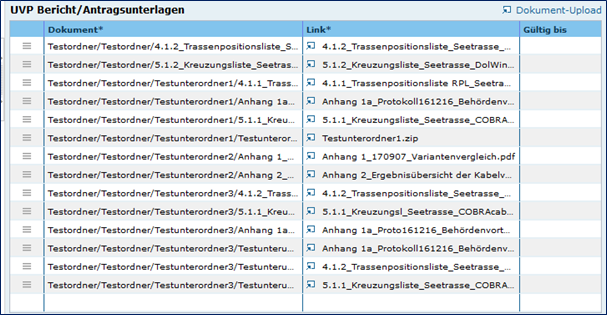 UVP Bericht/Antragsunterlagen Dokument-Upload
Dokument* Link* Gültig bis
Testordner/Testordner/4.1.2_Trassenpositionsliste_S... 4.1.2_Trassenpositionsliste_Seetrasse_...
Testordner/Testordner/5.1.2_Kreuzungsliste_Seetras... 5.1.2_Kreuzungsliste_Seetrasse_DolWin...
Testordner/Testordner/Testunterordner1/4.1.1_Trass... 4.1.1_Trassenpositionsliste RPL_Seetr...
Testordner/Testordner/Testunterordner1/Anhang 1a... Anhang 1a_Protokoll161216_Behördenv...
Testordner/Testordner/Testunterordner1/5.1.1_Kreu... 5.1.1_Kreuzungsliste_Seetrasse_COBRA...
Testordner/Testordner/Testunterordner1/Testunteror... Testunterordner1.zip
Testordner/Testordner/Testunterordner2/Anhang 1_... Anhang 1_170907_Variantenvergleich.pdf
Testordner/Testordner/Testunterordner2/Anhang 2_... Anhang 2_Ergebnisübersicht der Kabelv...
Testordner/Testordner/Testunterordner3/4.1.2_Trass... 4.1.2_Trassenpositionsliste_Seetrasse_...
Testordner/Testordner/Testunterordner3/5.1.1_Kreu... 5.1.1_Kreuzungsl_Seetrasse_COBRAcab...
Testordner/Testordner/Testunterordner3/Anhang 1a... Anhang 1a_Proto161216_Behördenvort...
Testordner/Testordner/Testunterordner3/Testunteru... Anhang 1a_Protokoll161216_Behörden...
Testordner/Testordner/Testunterordner3/Testunteru... 4.1.2_Trassenpositionsliste_Seetrasse_...
Testordner/Testordner/Testunterordner3/Testunteru... 5.1.1_Kreuzungsliste_Seetrasse_COBRA...